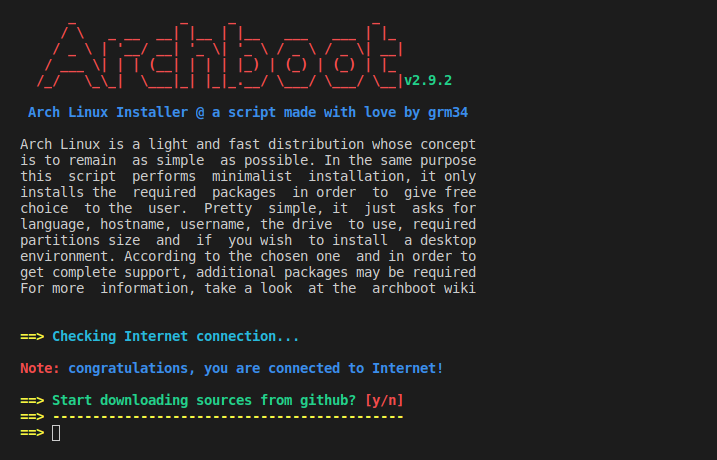 Archboot
v2.9.2
Arch Linux Installer @ a script made with love by grm34
Arch Linux is a light and fast distribution whose concept
is to remain  as simple  as possible. In the same purpose
this  script  performs  minimalist  installation, it only
installs the  required  packages  in order  to  give free
choice  to the  user.  Pretty  simple, it  just  asks for
language, hostname, username, the drive  to use, required
partitions size  and  if  you wish  to install  a desktop
environment. According to the chosen one  and in order to
get complete support, additional packages may be required
For more  information, take a look  at the  archboot wiki
==> Checking Internet connection...
Note: congratulations, you are connected to Internet!
==> Start downloading sources from github? [y/n]
==> --------------------------------------------
==>